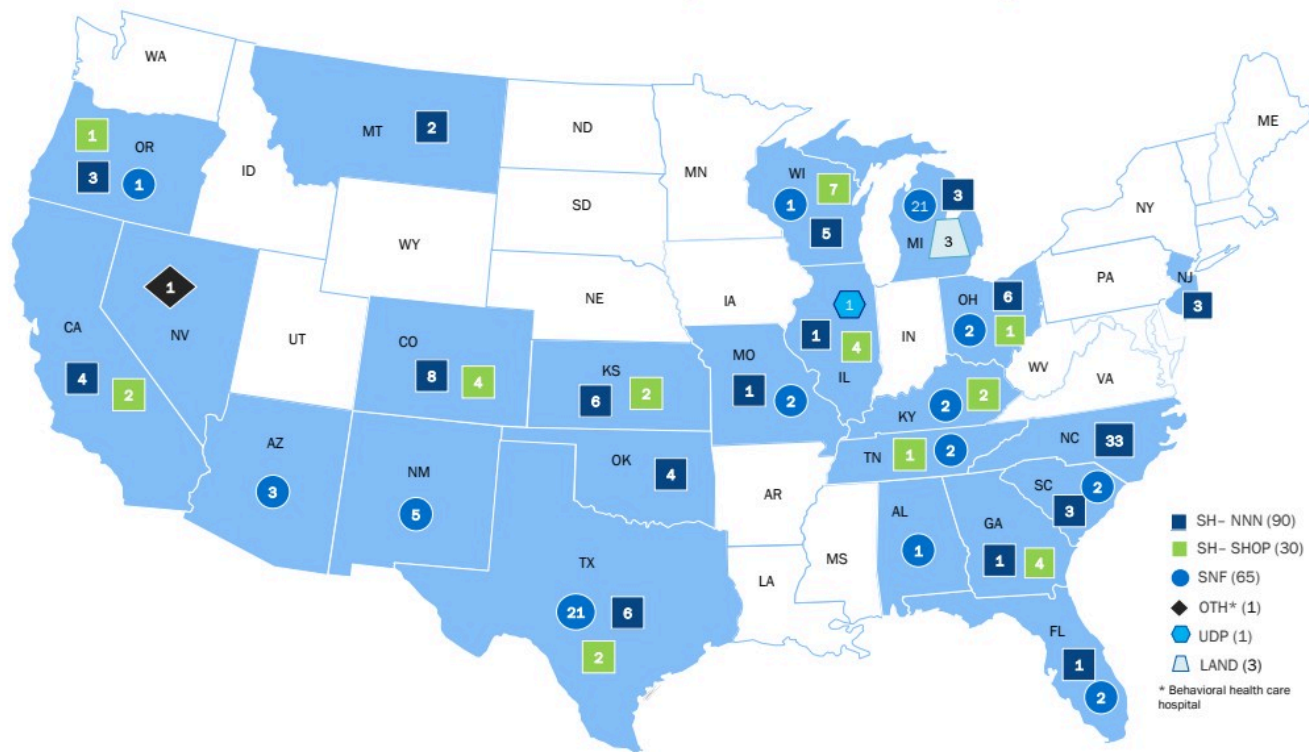 WA
ME
MT
2
ND
1
OR
3
1
ID
MN
WI
7
1
5
21
3
MI
3
NY
SD
WY
1
NV
CA
4
2
UT
NE
IA
PA
NJ
3
CO
8
4
KS
6
2
MO
1
2
1
1
4
IL
IN
OH
6
2
1
WV
VA
KY
2
2
AZ
3
NM
5
OK
4
AR
TN
1
2
NC
33
SC
2
3
TX
21
6
2
LA
MS
AL
1
GA
1
4
FL
1
2
SH– NNN (90)
SH– SHOP (30)
SNF (65)
OTH* (1)
UDP (1)
LAND (3)
* Behavioral health care
hospital